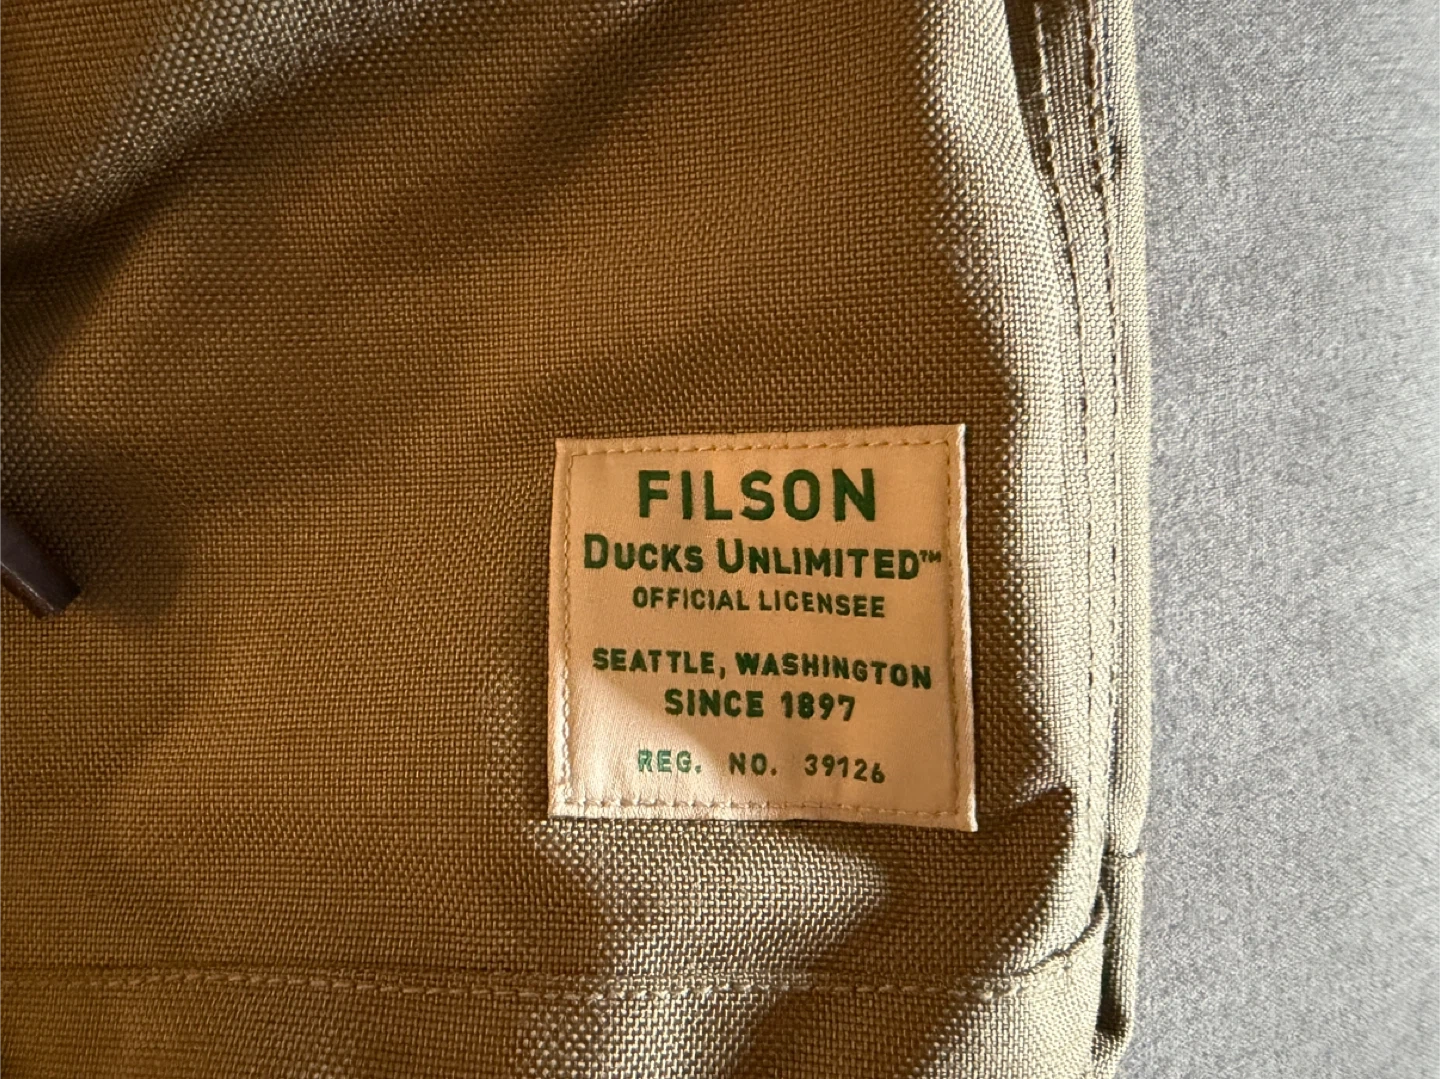 FILSON
DUCKS UNLIMITED™
OFFICIAL LICENSEE
SEATTLE, WASHINGTON
SINCE 1897
REG. NO. 39126